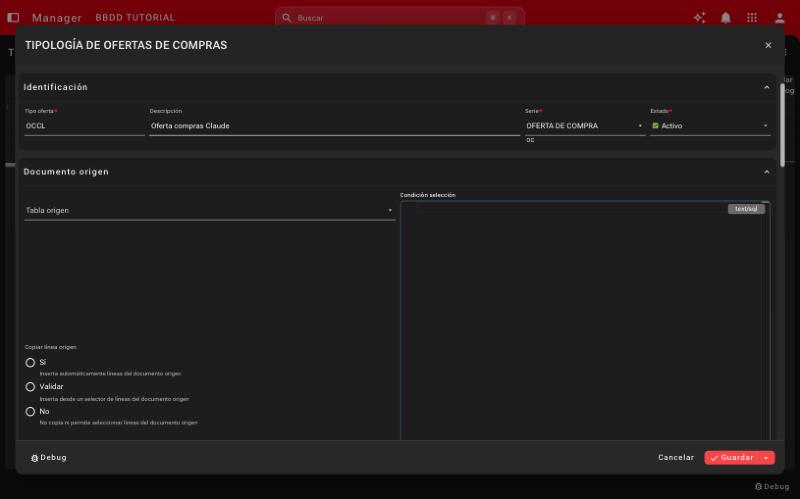 Manager
BBDD TUTORIAL
Buscar
⌘ K
TIPOLOGÍA DE OFERTAS DE COMPRAS
Identificación
Tipo oferta*
Descripción
Serie*
Estado*
OCCL
Oferta compras Claude
OFERTA DE COMPRA
Activo
OC
Documento origen
Condición selección
Tabla origen
text/sql
Copiar línea origen
Sí
Inserta automáticamente líneas del documento origen
Validar
Inserta desde un selector de líneas del documento origen
No
No copia ni permite seleccionar líneas del documento origen
Debug
Cancelar
Guardar
Debug